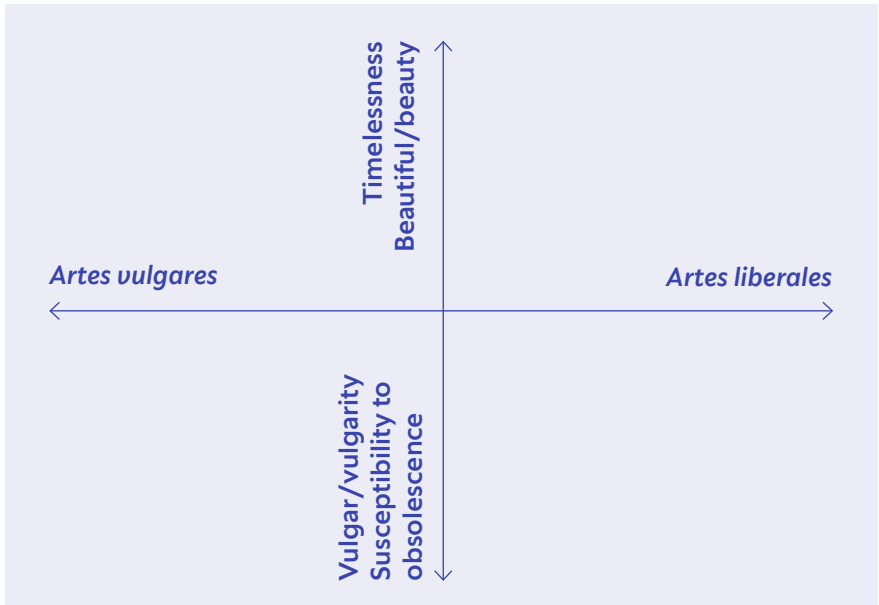 Timelessness
Beautiful/beauty
Artes vulgares
Artes liberales
Vulgar/vulgarity
Susceptibility to
obsolescence